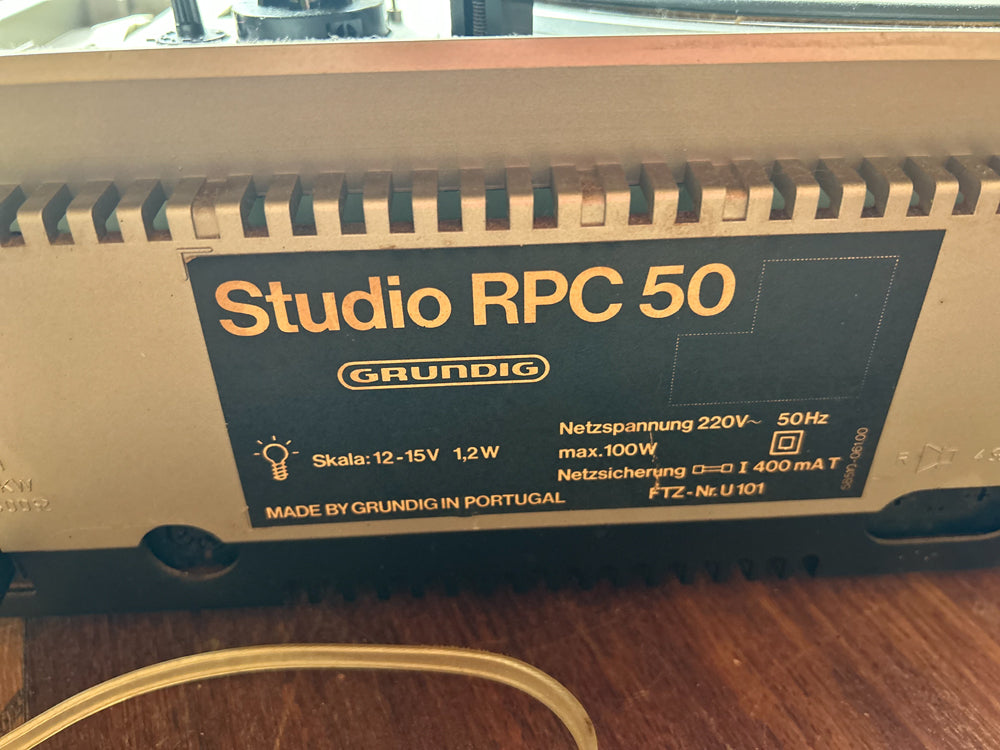 Studio RPC 50
GRUNDIG
Skala: 12-15V 1,2W
MADE BY GRUNDIG IN PORTUGAL
Netzspannung 220V~ 50Hz
max. 100W
Netzsicherung I 400 mA T
FTZ-Nr. U 101
R